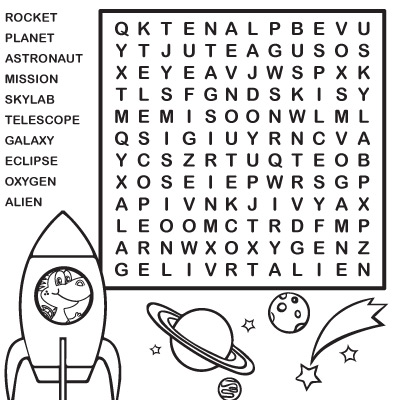 ROCKET
PLANET
ASTRONAUT
MISSION
SKYLAB
TELESCOPE
GALAXY
ECLIPSE
OXYGEN
ALIEN
Q K T E N A L P B E V U
Y T J U T E A G U S O S
X E Y E A V J W S P X K
T L S F G N D S K I S Y
M E M I S O O N W L M L
Q S I G I U Y R N C V A
Y C S Z R T U Q T E O B
X O S E I E P W R S G P
A P I V N K J I V Y A X
L E O O M C T R D F M P
A R N W X O X Y G E N Z
G E L I V R T A L I E N